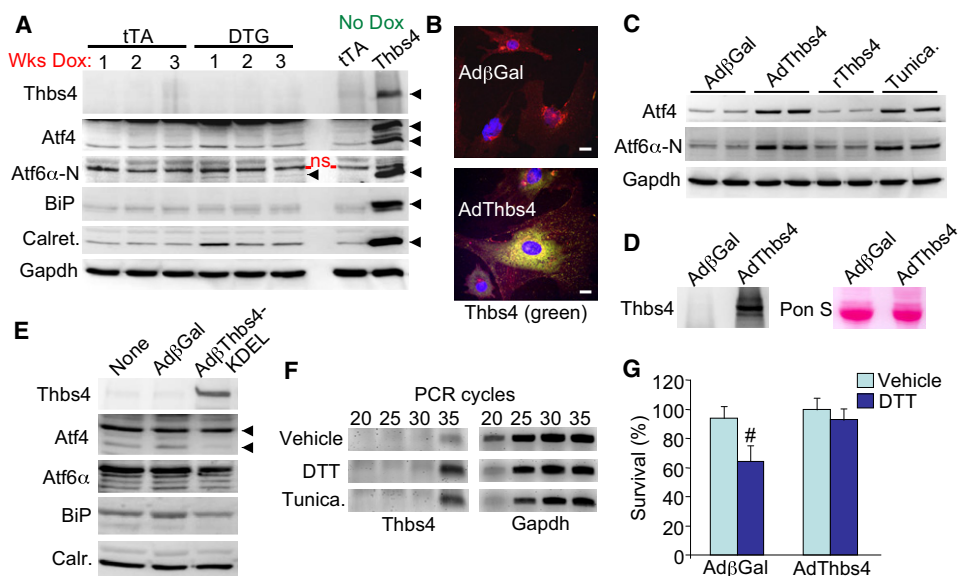 A
No Dox
tTA DTG
Wks Dox: 1 2 3 1 2 3 tTA Thbs4
Thbs4
Atf4
Atf6α-N
ns
BiP
Calret.
Gapdh
B
AdβGal
AdThbs4
Thbs4 (green)
C
AdβGal AdThbs4 rThbs4 Tunica.
Atf4
Atf6α-N
Gapdh
D
AdβGal AdThbs4 AdβGal AdThbs4
Thbs4 Pon S
E
None AdβGal AdβThbs4-
KDEL
Thbs4
Atf4
Atf6α
BiP
Calr.
F
PCR cycles
20 25 30 35 20 25 30 35
Vehicle
DTT
Tunica.
Thbs4 Gapdh
G
Vehicle
DTT
Survival (%)
120
100
80
60
40
20
0
#
AdβGal AdThbs4